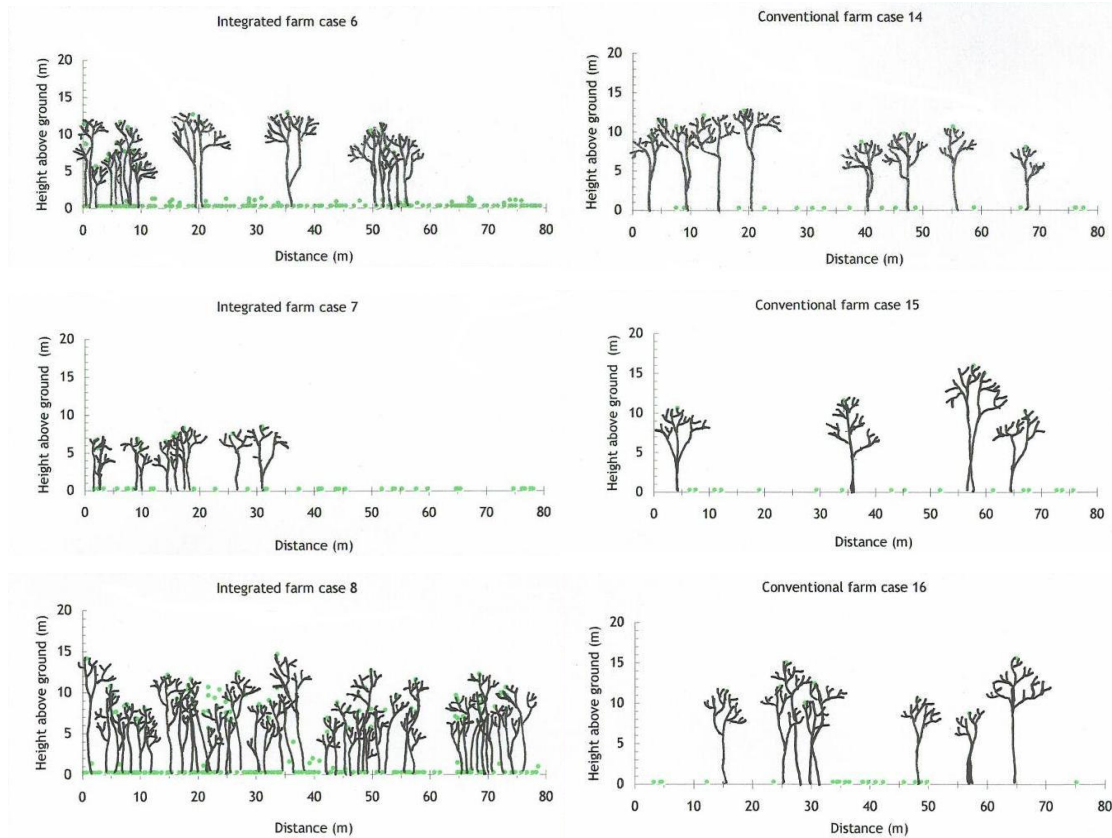 Integrated farm case 6
Height above ground (m)
20
15
10
5
0
0 10 20 30 40 50 60 70 80
Distance (m)
Conventional farm case 14
Height above ground (m)
20
15
10
5
0
0 10 20 30 40 50 60 70 80
Distance (m)
Integrated farm case 7
Height above ground (m)
20
15
10
5
0
0 10 20 30 40 50 60 70 80
Distance (m)
Conventional farm case 15
Height above ground (m)
20
15
10
5
0
0 10 20 30 40 50 60 70 80
Distance (m)
Integrated farm case 8
Height above ground (m)
20
15
10
5
0
0 10 20 30 40 50 60 70 80
Distance (m)
Conventional farm case 16
Height above ground (m)
20
15
10
5
0
0 10 20 30 40 50 60 70 80
Distance (m)